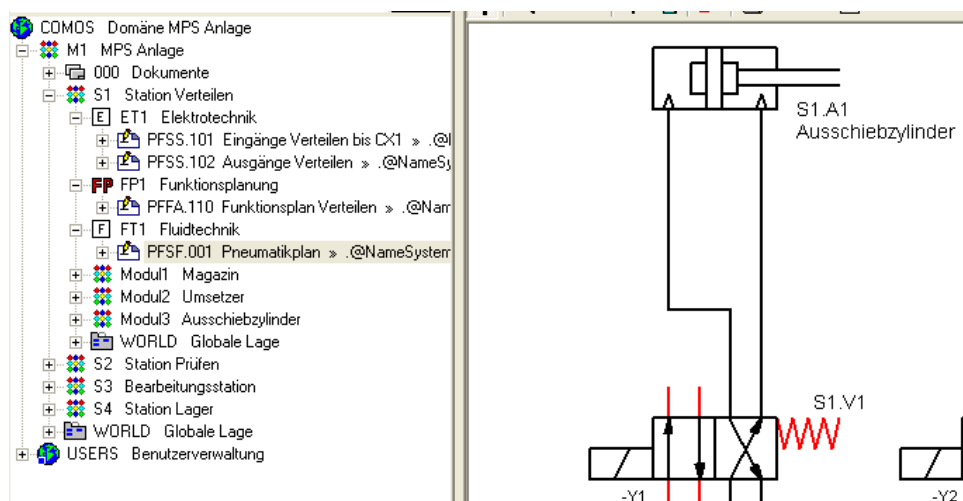 COMOS Domäne MPS Anlage
M1 MPS Anlage
000 Dokumente
S1 Station Verteilen
E ET1 Elektrotechnik
PFSS.101 Eingänge Verteilen bis CX1 » .@
PFSS.102 Ausgänge Verteilen » .@NameSy
FP FP1 Funktionsplanung
PFFA.110 Funktionsplan Verteilen » .@Nam
F FT1 Fluidtechnik
PFSF.001 Pneumatikplan » .@NameSystem
Modul1 Magazin
Modul2 Umsetzer
Modul3 Ausschiebzylinder
WORLD Globale Lage
S2 Station Prüfen
S3 Bearbeitungsstation
S4 Station Lager
WORLD Globale Lage
USERS Benutzerverwaltung
S1.A1
Ausschiebzylinder
S1.V1
-Y1
-Y2